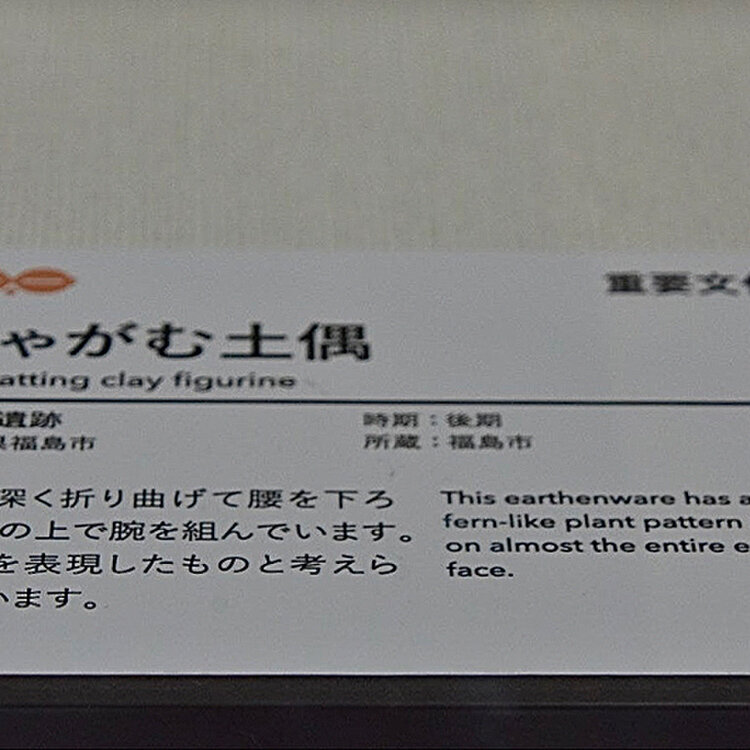 重要文
ゃがむ土偶
atting clay figurine
遺跡
県福島市
時期：後期
所蔵：福島市
深く折り曲げて腰を下ろ
の上で腕を組んでいます。
を表現したものと考えら
います。
This earthenware has a
fern-like plant pattern
on almost the entire e
face.